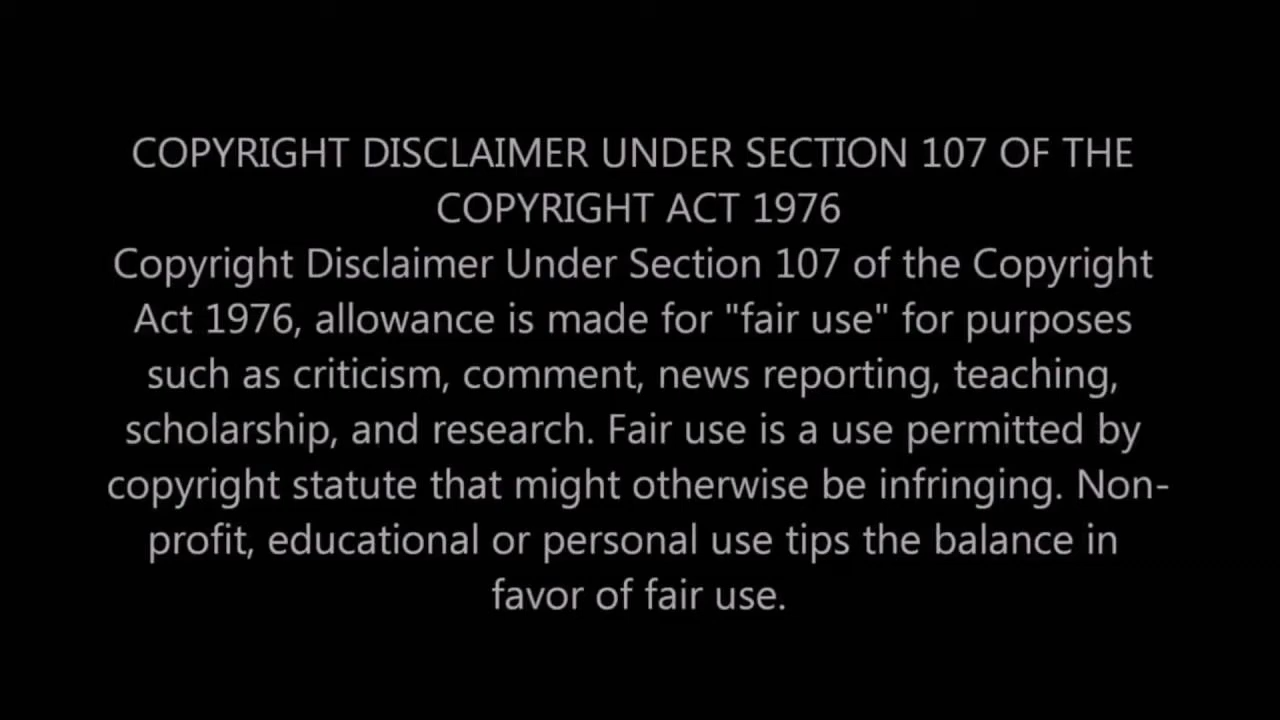 COPYRIGHT DISCLAIMER UNDER SECTION 107 OF THE
COPYRIGHT ACT 1976
Copyright Disclaimer Under Section 107 of the Copyright
Act 1976, allowance is made for "fair use" for purposes
such as criticism, comment, news reporting, teaching,
scholarship, and research. Fair use is a use permitted by
copyright statute that might otherwise be infringing. Non-
profit, educational or personal use tips the balance in
favor of fair use.